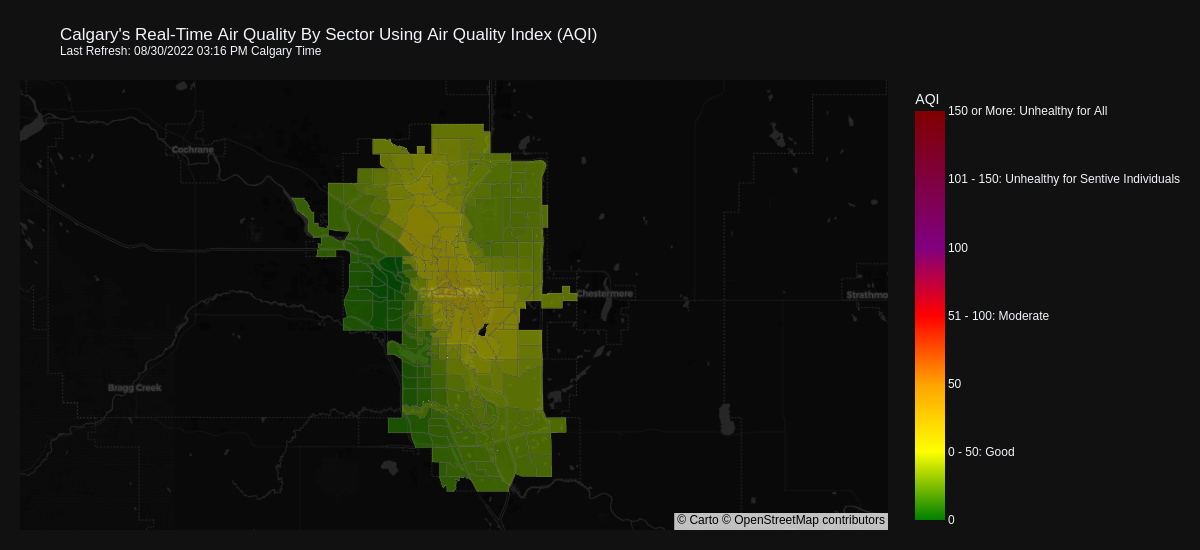 Calgary's Real-Time Air Quality By Sector Using Air Quality Index (AQI)
Last Refresh: 08/30/2022 03:16 PM Calgary Time
AQI
150 or More: Unhealthy for All
101 - 150: Unhealthy for Sentive Individuals
100
51 - 100: Moderate
50
0 - 50: Good
0
Cochrane
Chestermere
Strathmo
Bragg Creek
© Carto © OpenStreetMap contributors